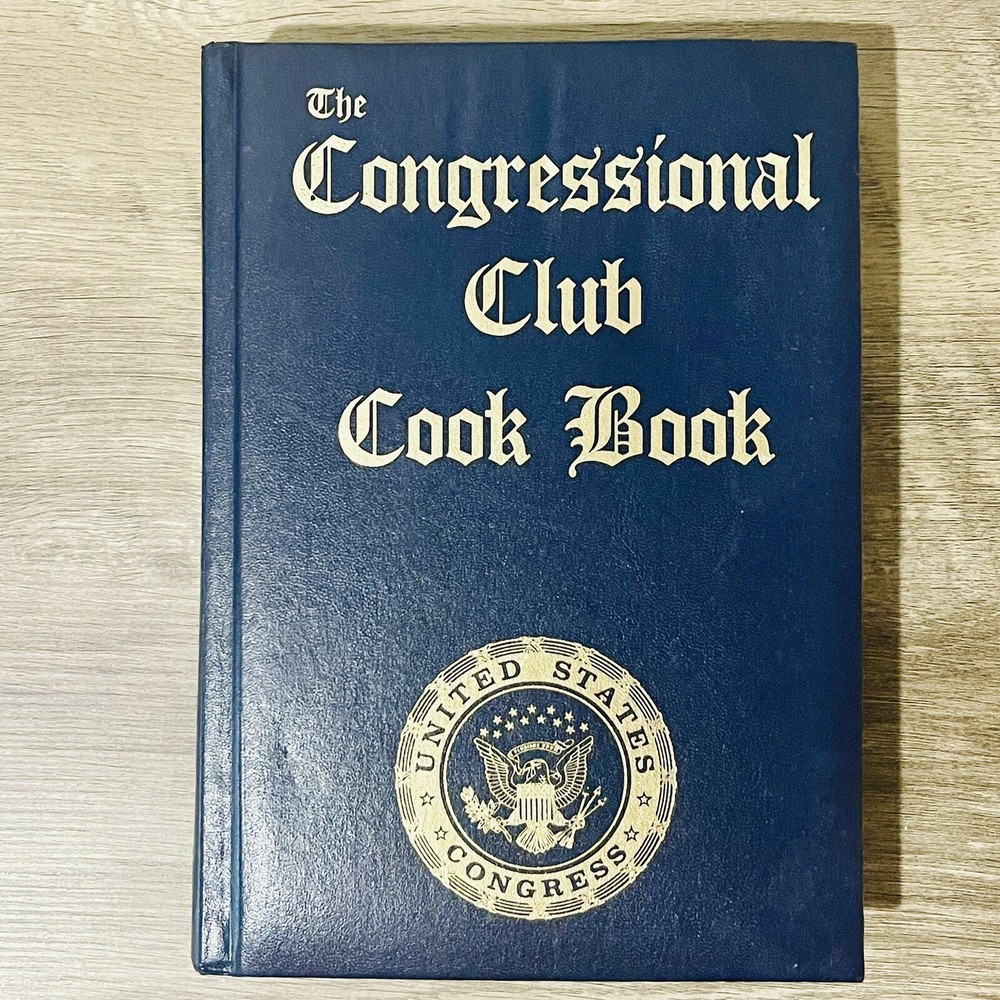 The
Congressional
Club
Cook Book
UNITED STATES
CONGRESS